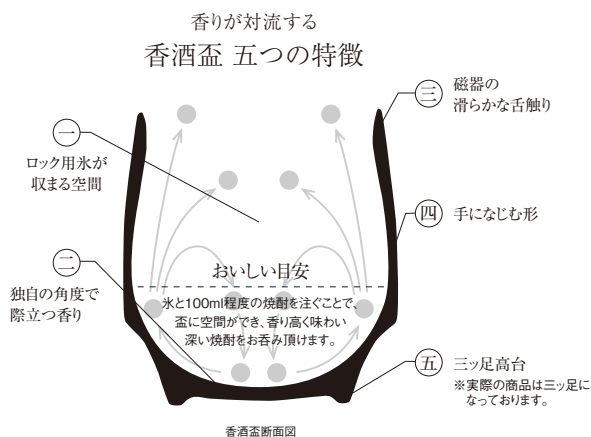 香りが対流する
香酒盃 五つの特徴
一
ロック用氷が
収まる空間
二
独自の角度で
際立つ香り
三
磁器の
滑らかな舌触り
四
手になじむ形
五
三ッ足高台
※実際の商品は三ッ足に
なっております。
おいしい目安
氷と100ml程度の焼酎を注ぐことで、
盃に空間ができ、香り高く味わい
深い焼酎をお呑み頂けます。
香酒盃断面図